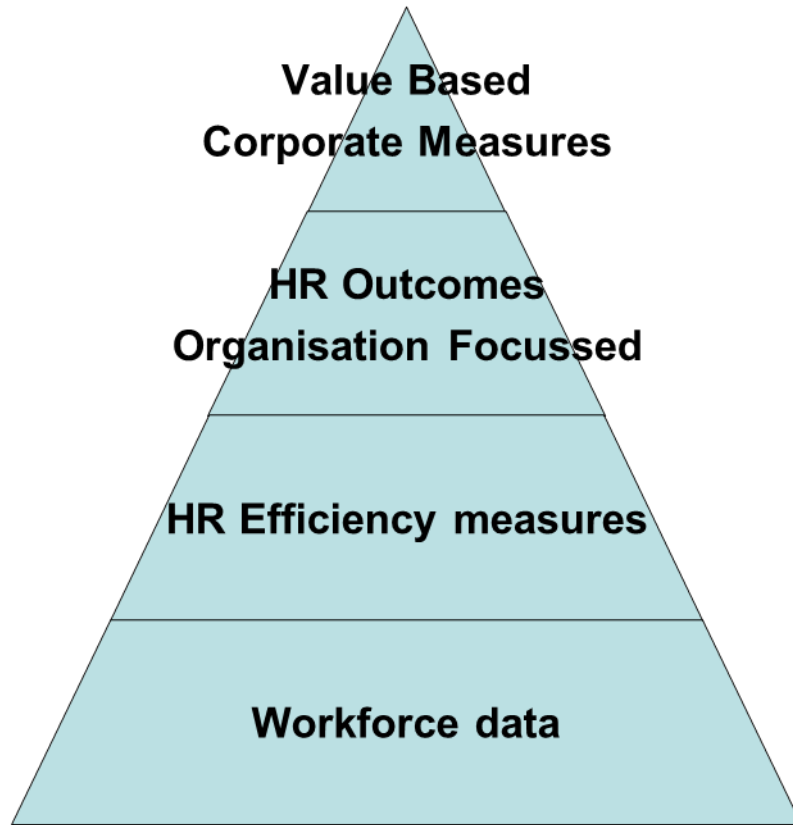 Value Based
Corporate Measures
HR Outcomes
Organisation Focussed
HR Efficiency measures
Workforce data